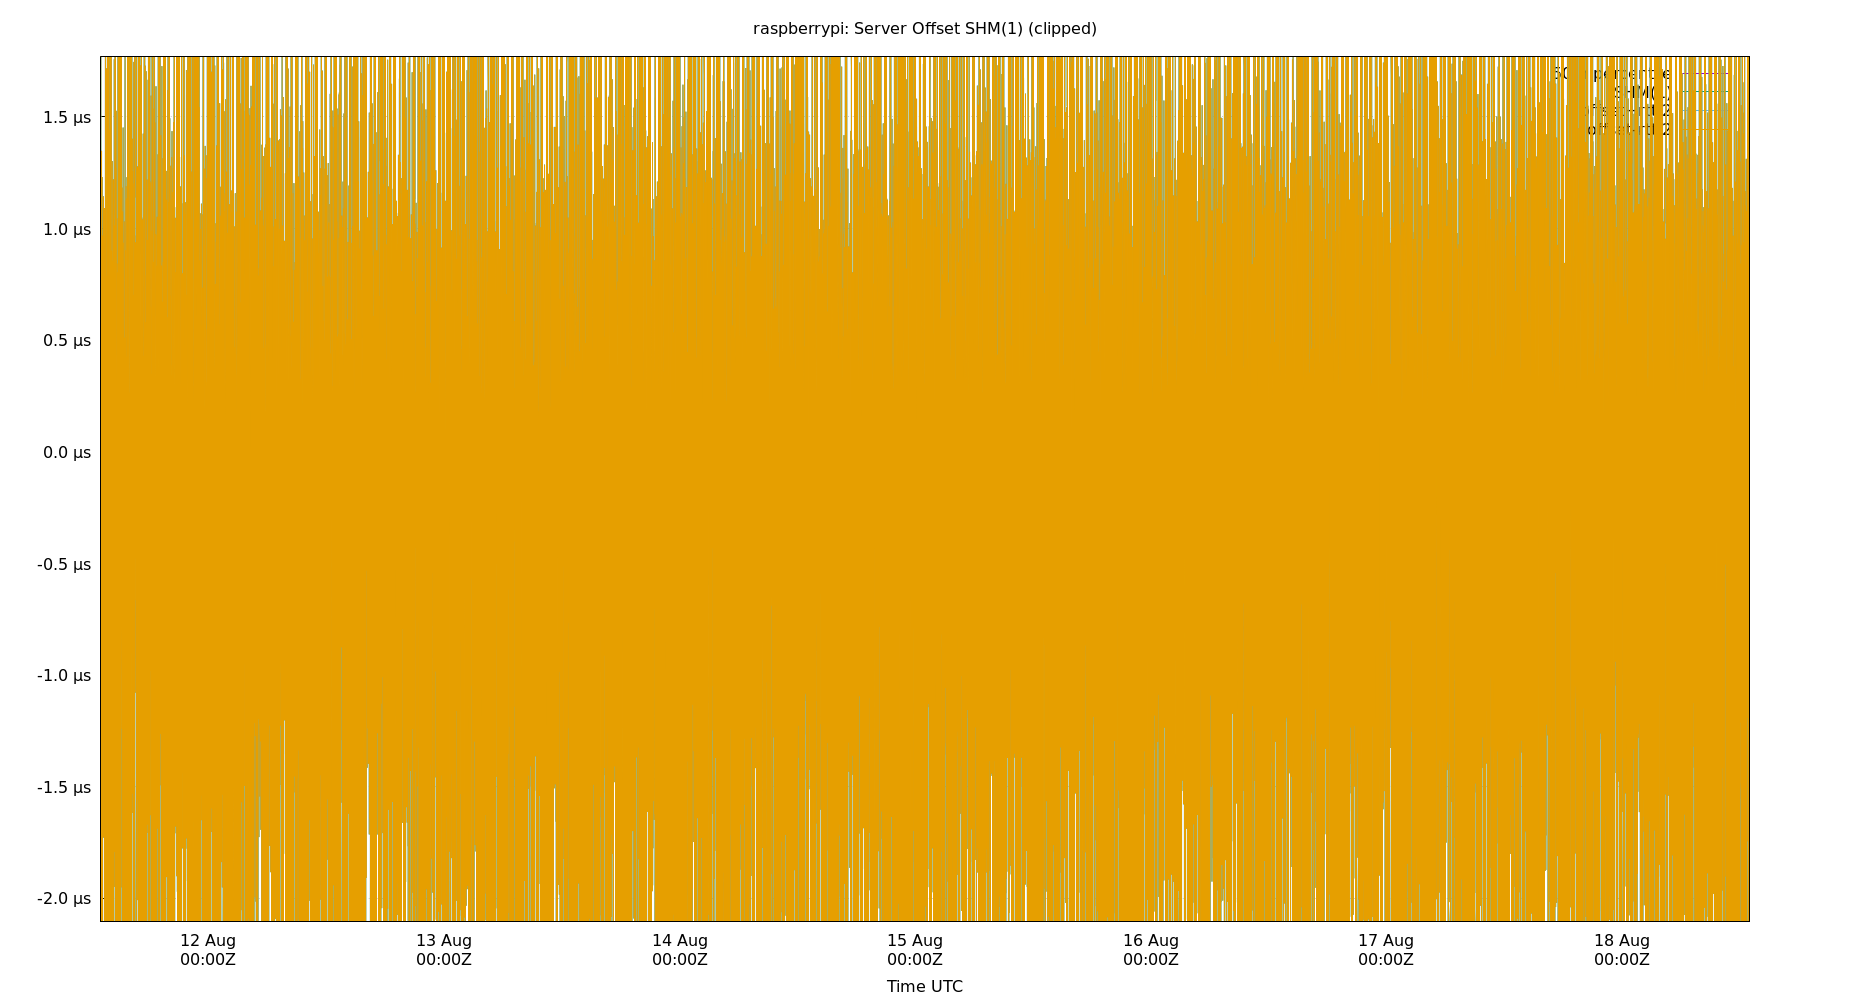 raspberrypi: Server Offset SHM(1) (clipped)
SHM(1)
1.5 µs
1.0 µs
0.5 µs
0.0 µs
-0.5 µs
-1.0 µs
-1.5 µs
-2.0 µs
12 Aug 13 Aug 14 Aug 15 Aug 16 Aug 17 Aug 18 Aug
00:00Z 00:00Z 00:00Z 00:00Z 00:00Z 00:00Z 00:00Z
Time UTC